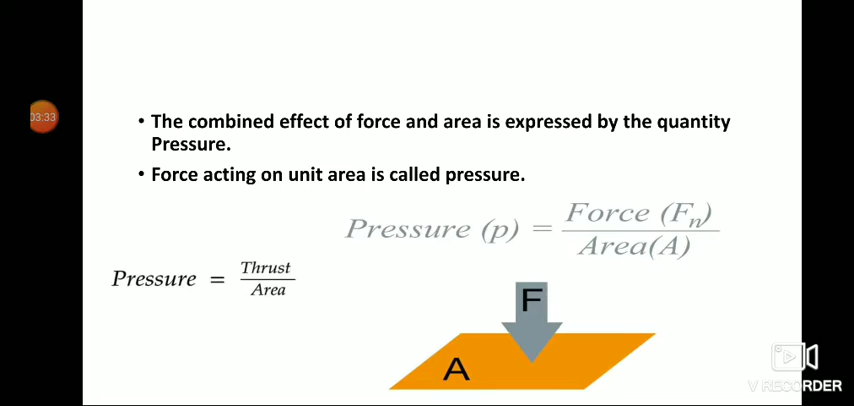 03:33
• The combined effect of force and area is expressed by the quantity
Pressure.
• Force acting on unit area is called pressure.
Pressure (p) = Force (Fn) / Area(A)
Pressure = Thrust / Area
F
A
V RECORDER